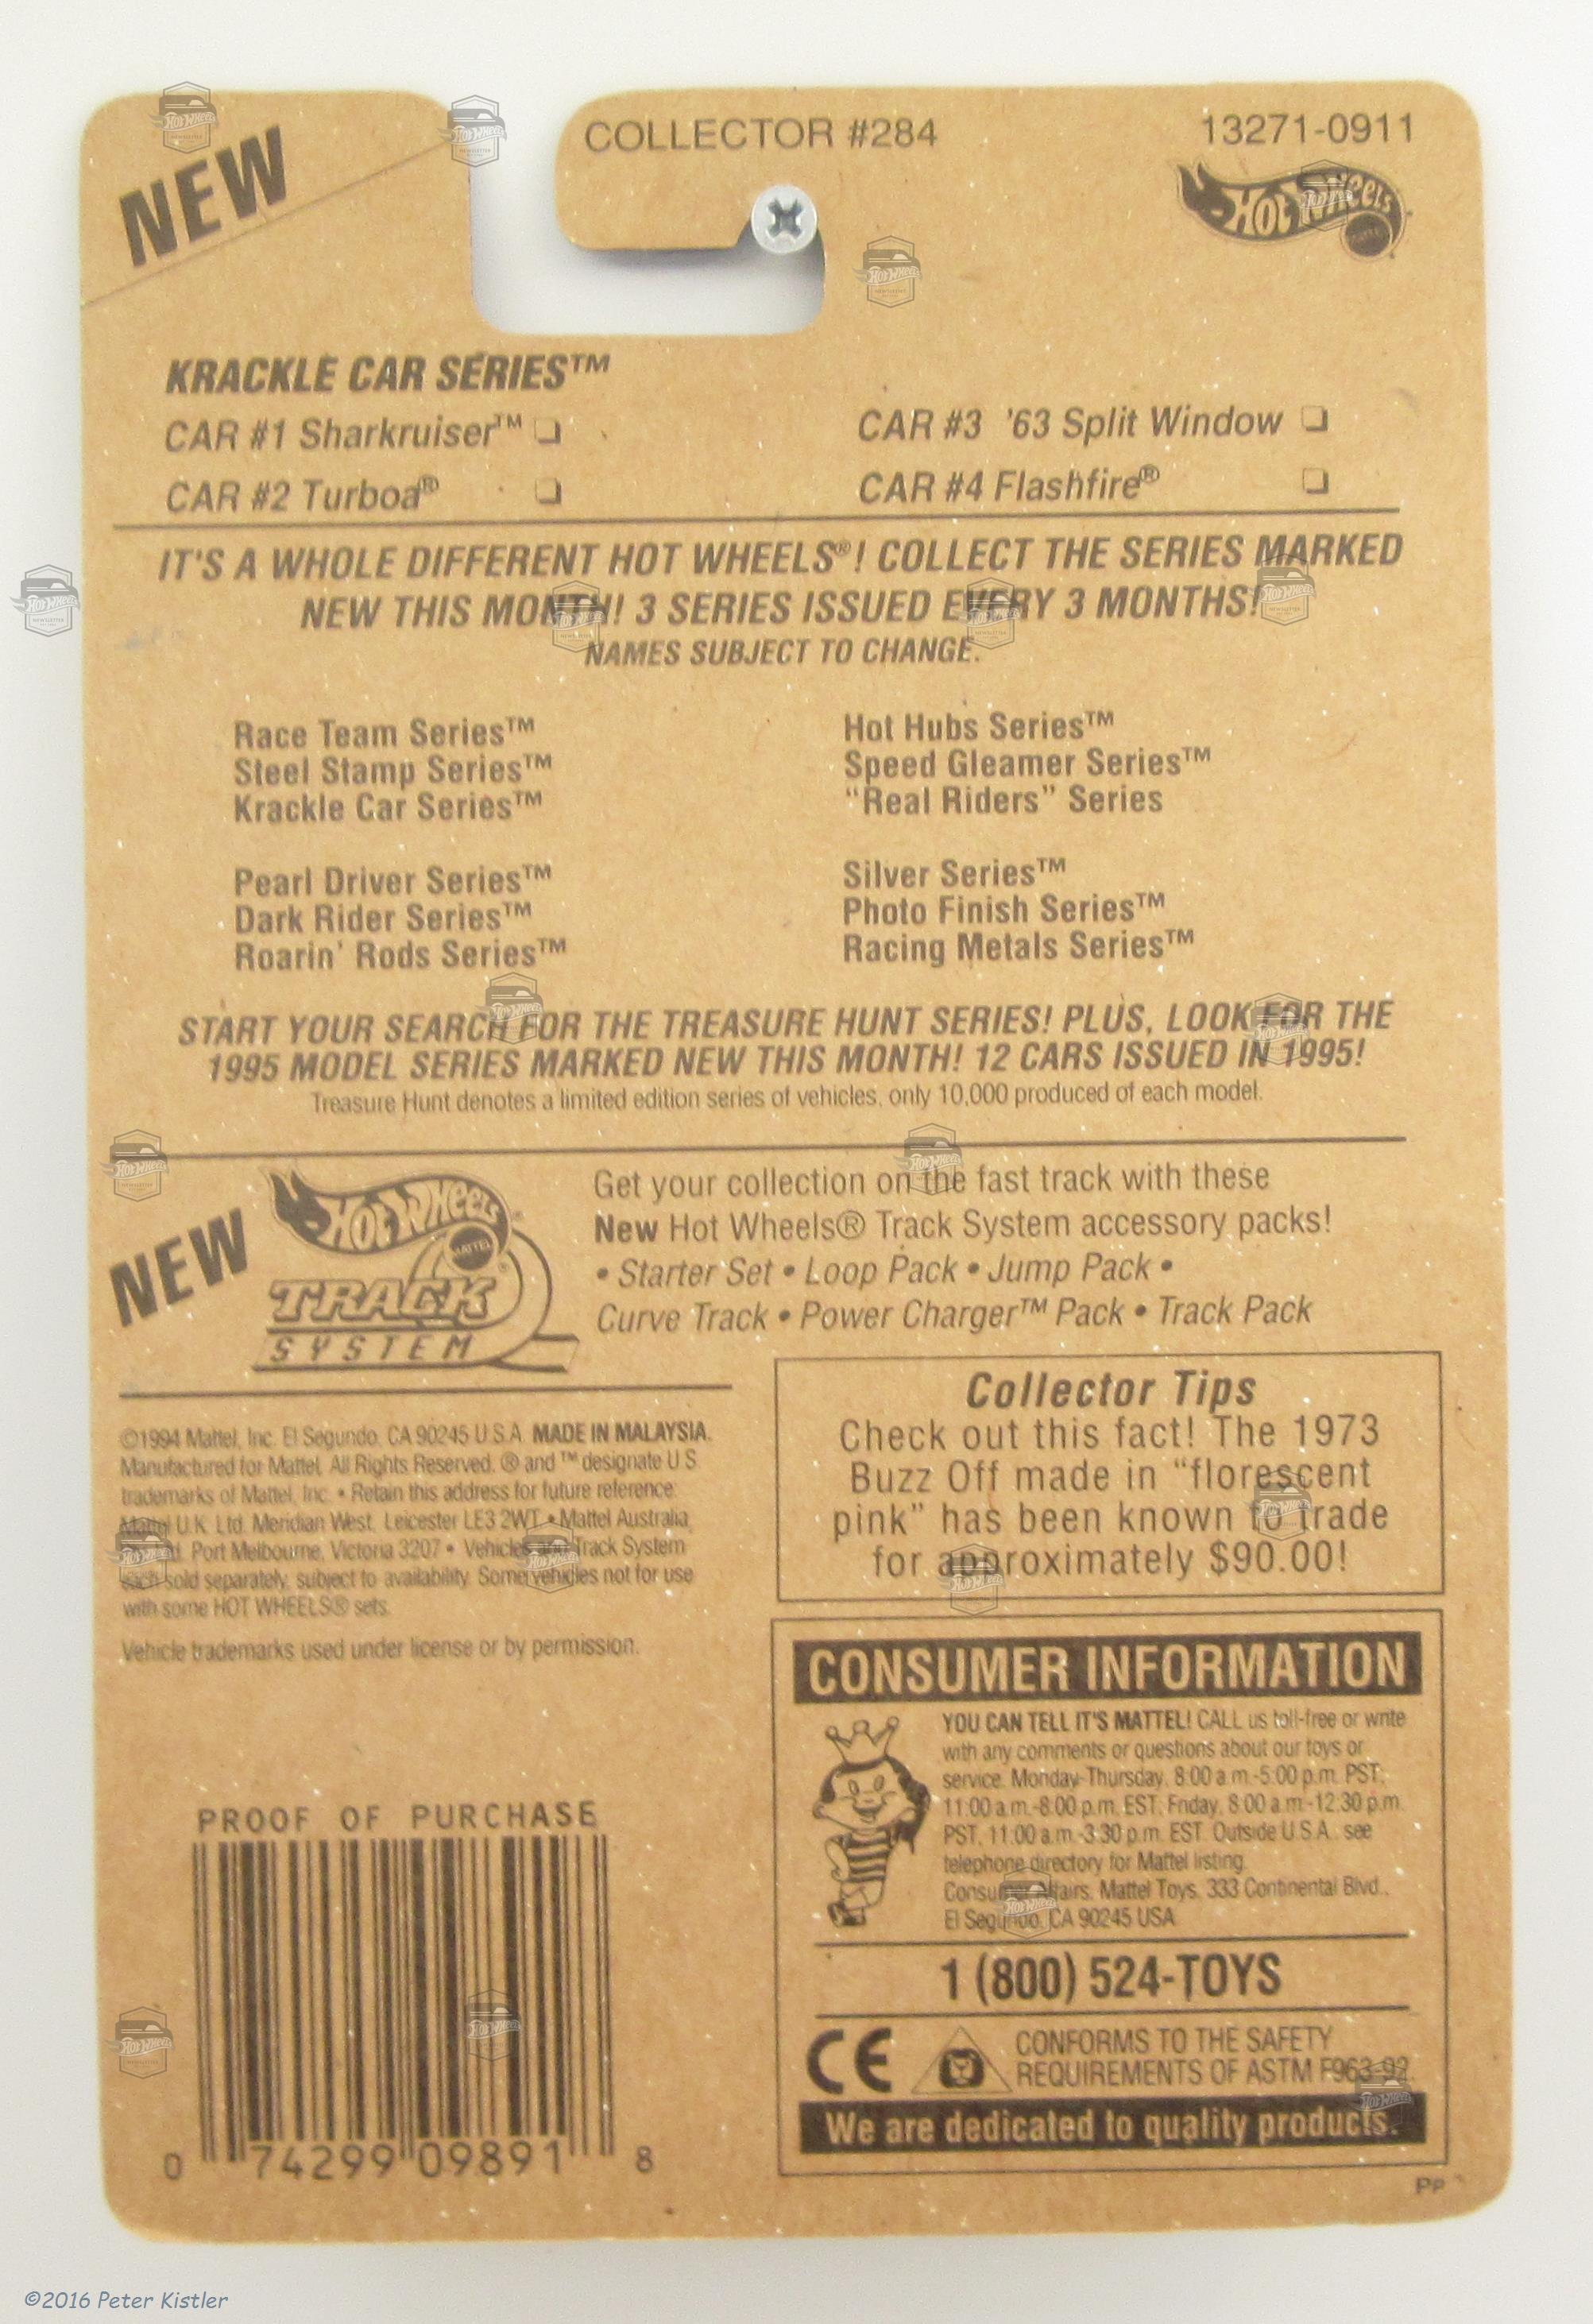 NEW
COLLECTOR #284
13271-0911
HOT WHEELS
KRACKLE CAR SERIES™
CAR #1 Sharkruiser™ ❏
CAR #2 Turboa® ❏
CAR #3 '63 Split Window ❏
CAR #4 Flashfire® ❏
IT'S A WHOLE DIFFERENT HOT WHEELS®! COLLECT THE SERIES MARKED
NEW THIS MONTH! 3 SERIES ISSUED EVERY 3 MONTHS!
NAMES SUBJECT TO CHANGE.
Race Team Series™
Steel Stamp Series™
Krackle Car Series™
Hot Hubs Series™
Speed Gleamer Series™
“Real Riders” Series
Pearl Driver Series™
Dark Rider Series™
Roarin' Rods Series™
Silver Series™
Photo Finish Series™
Racing Metals Series™
START YOUR SEARCH FOR THE TREASURE HUNT SERIES! PLUS, LOOK FOR THE
1995 MODEL SERIES MARKED NEW THIS MONTH! 12 CARS ISSUED IN 1995!
Treasure Hunt denotes a limited edition series of vehicles, only 10,000 produced of each model.
NEW
HOT WHEELS
MATTEL
TRACK
SYSTEM
Get your collection on the fast track with these
New Hot Wheels® Track System accessory packs!
• Starter Set • Loop Pack • Jump Pack •
Curve Track • Power Charger™ Pack • Track Pack
©1994 Mattel, Inc. El Segundo, CA 90245 U.S.A. MADE IN MALAYSIA.
Manufactured for Mattel. All Rights Reserved. ® and ™ designate U.S.
trademarks of Mattel, Inc. • Retain this address for future reference:
Mattel U.K. Ltd. Meridian West, Leicester LE3 2WT • Mattel Australia
Ltd. Port Melbourne, Victoria 3207 • Vehicles and Track System
each sold separately, subject to availability. Some vehicles not for use
with some HOT WHEELS® sets.
Vehicle trademarks used under license or by permission.
Collector Tips
Check out this fact! The 1973
Buzz Off made in “florescent
pink” has been known to trade
for approximately $90.00!
CONSUMER INFORMATION
YOU CAN TELL IT'S MATTEL! CALL us toll-free or write
with any comments or questions about our toys or
service. Monday-Thursday, 8:00 a.m.-5:00 p.m. PST;
11:00 a.m.-8:00 p.m. EST; Friday, 8:00 a.m.-12:30 p.m.
PST, 11:00 a.m.-3:30 p.m. EST. Outside U.S.A., see
telephone directory for Mattel listing.
Consumer Affairs, Mattel Toys, 333 Continental Blvd.,
El Segundo, CA 90245 USA
1 (800) 524-TOYS
CE
CONFORMS TO THE SAFETY
REQUIREMENTS OF ASTM F963-92.
We are dedicated to quality products.
PROOF OF PURCHASE
0 74299 09891 8
PP
©2016 Peter Kistler